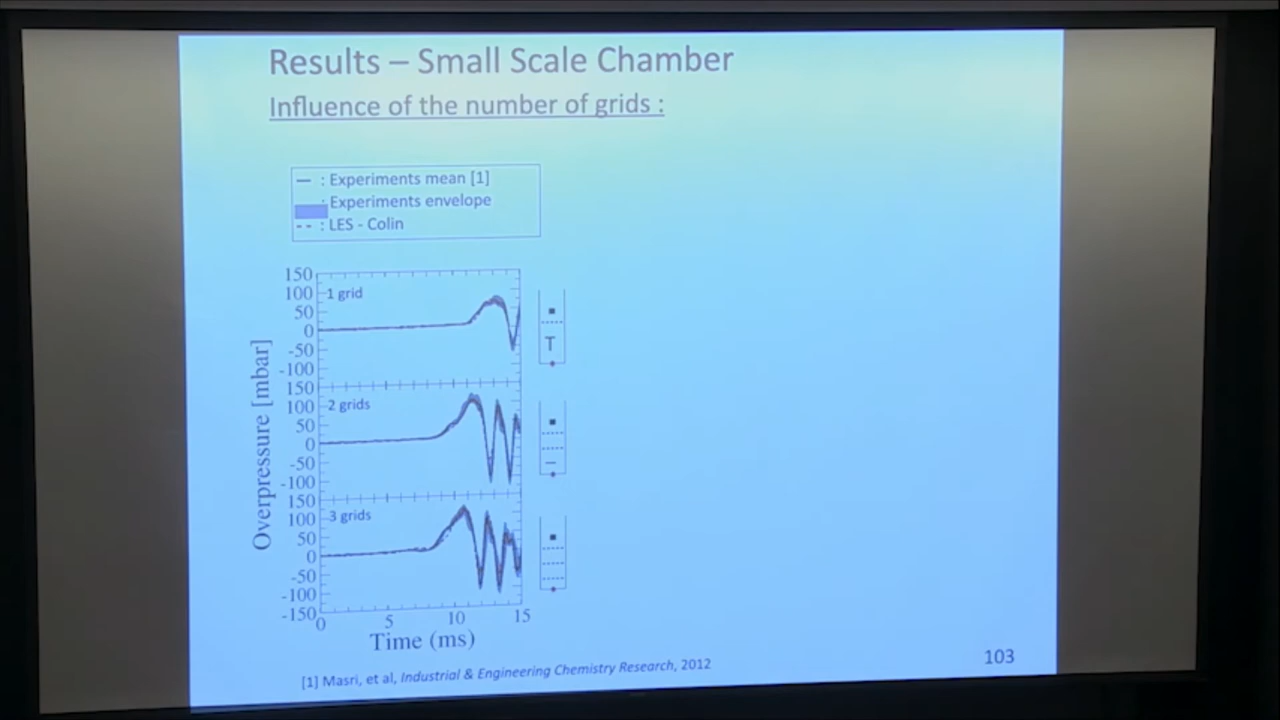 Results – Small Scale Chamber
Influence of the number of grids :
— : Experiments mean [1]
: Experiments envelope
-- : LES - Colin
150
100
50
0
-50
-100
1 grid
150
100
50
0
-50
-100
2 grids
150
100
50
0
-50
-100
-150
3 grids
Overpressure [mbar]
0 5 10 15
Time (ms)
[1] Masri, et al, Industrial & Engineering Chemistry Research, 2012
103